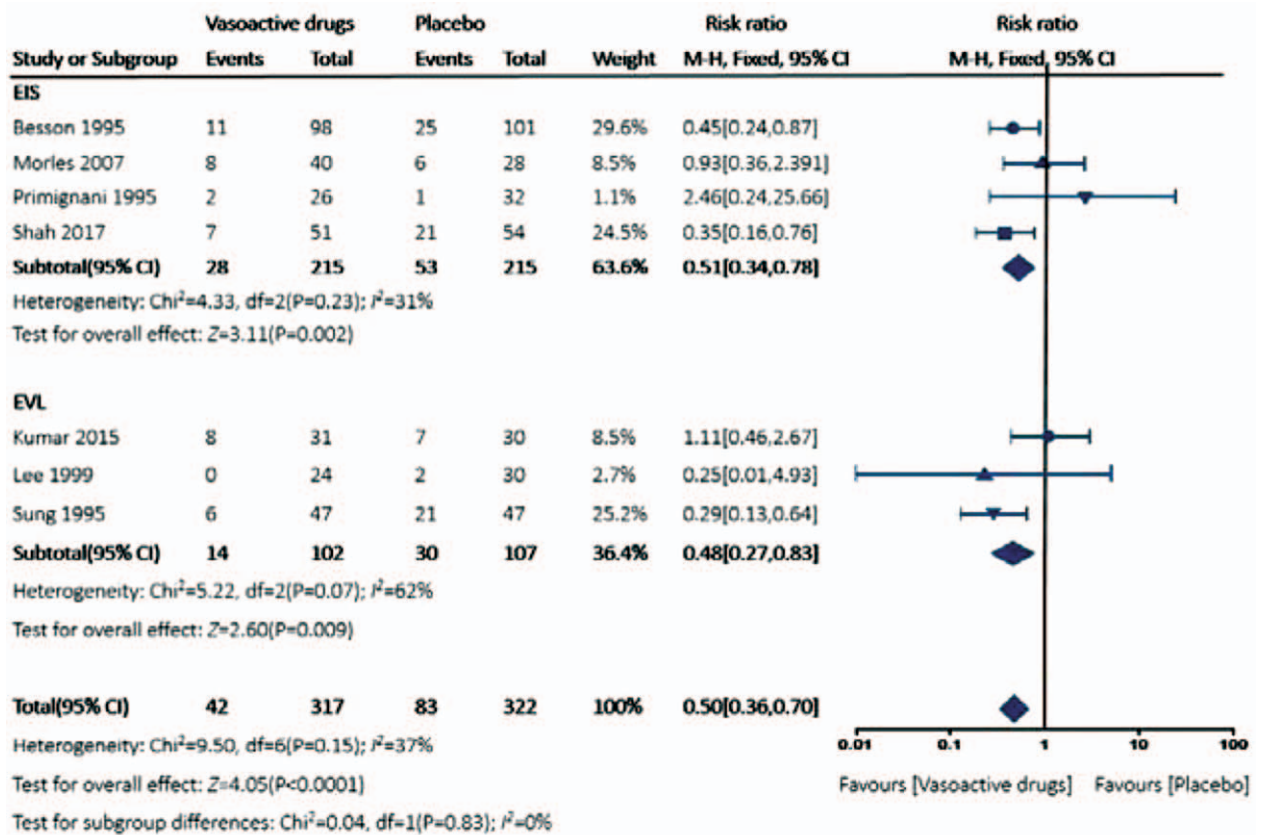 Vasoactive drugs Placebo Risk ratio Risk ratio
Study or Subgroup Events Total Events Total Weight M-H, Fixed, 95% CI M-H, Fixed, 95% CI
EIS
Besson 1995 11 98 25 101 29.6% 0.45[0.24,0.87]
Morles 2007 8 40 6 28 8.5% 0.93[0.36,2.391]
Primignani 1995 2 26 1 32 1.1% 2.46[0.24,25.66]
Shah 2017 7 51 21 54 24.5% 0.35[0.16,0.76]
Subtotal(95% CI) 28 215 53 215 63.6% 0.51[0.34,0.78]
Heterogeneity: Chi²=4.33, df=2(P=0.23); I²=31%
Test for overall effect: Z=3.11(P=0.002)
EVL
Kumar 2015 8 31 7 30 8.5% 1.11[0.46,2.67]
Lee 1999 0 24 2 30 2.7% 0.25[0.01,4.93]
Sung 1995 6 47 21 47 25.2% 0.29[0.13,0.64]
Subtotal(95% CI) 14 102 30 107 36.4% 0.48[0.27,0.83]
Heterogeneity: Chi²=5.22, df=2(P=0.07); I²=62%
Test for overall effect: Z=2.60(P=0.009)
Total(95% CI) 42 317 83 322 100% 0.50[0.36,0.70]
Heterogeneity: Chi²=9.50, df=6(P=0.15); I²=37%
0.01 0.1 1 10 100
Test for overall effect: Z=4.05(P<0.0001)
Favours [Vasoactive drugs] Favours [Placebo]
Test for subgroup differences: Chi²=0.04, df=1(P=0.83); I²=0%